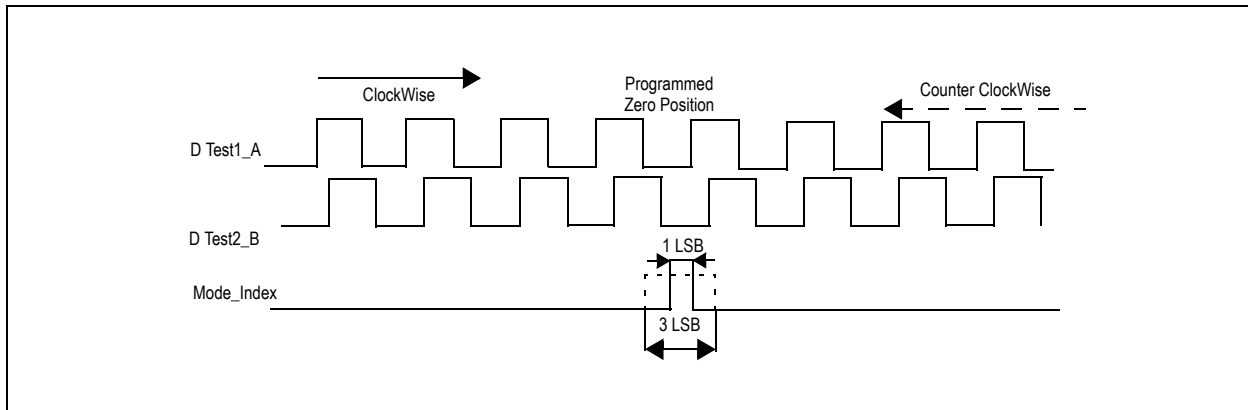 ClockWise
Programmed
Zero Position
Counter ClockWise
D Test1_A
D Test2_B
1 LSB
Mode_Index
3 LSB